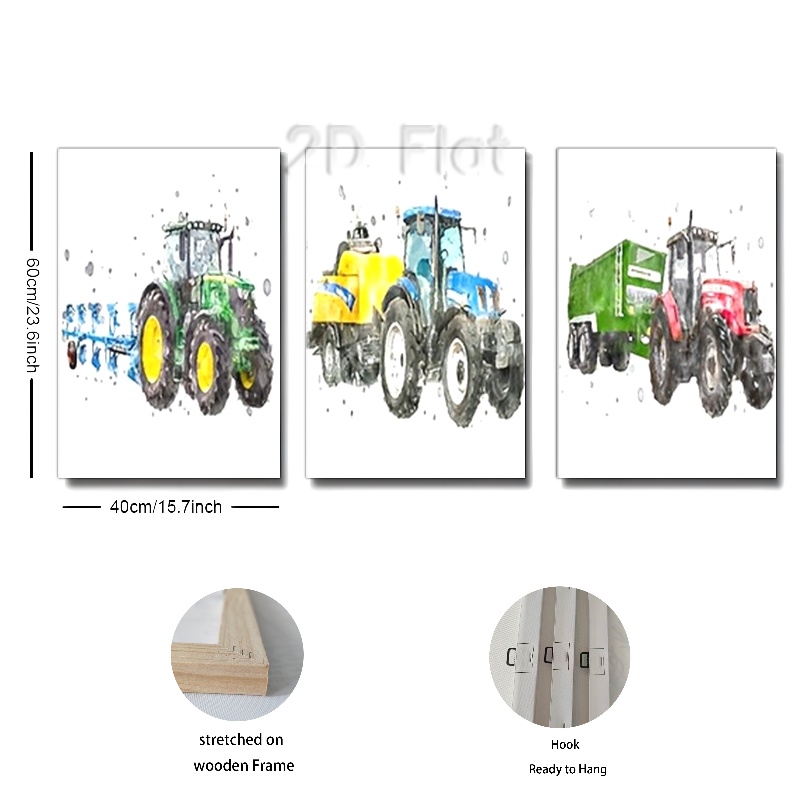 2D Flat
60cm/23.6inch
40cm/15.7inch
stretched on
wooden Frame
Hook
Ready to Hang